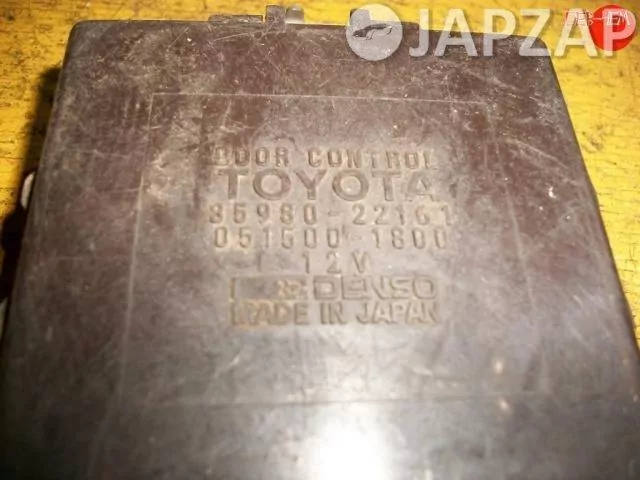 JAPZAP
DOOR CONTROL
TOYOTA
85980-22161
051500-1800
12V
DENSO
MADE IN JAPAN